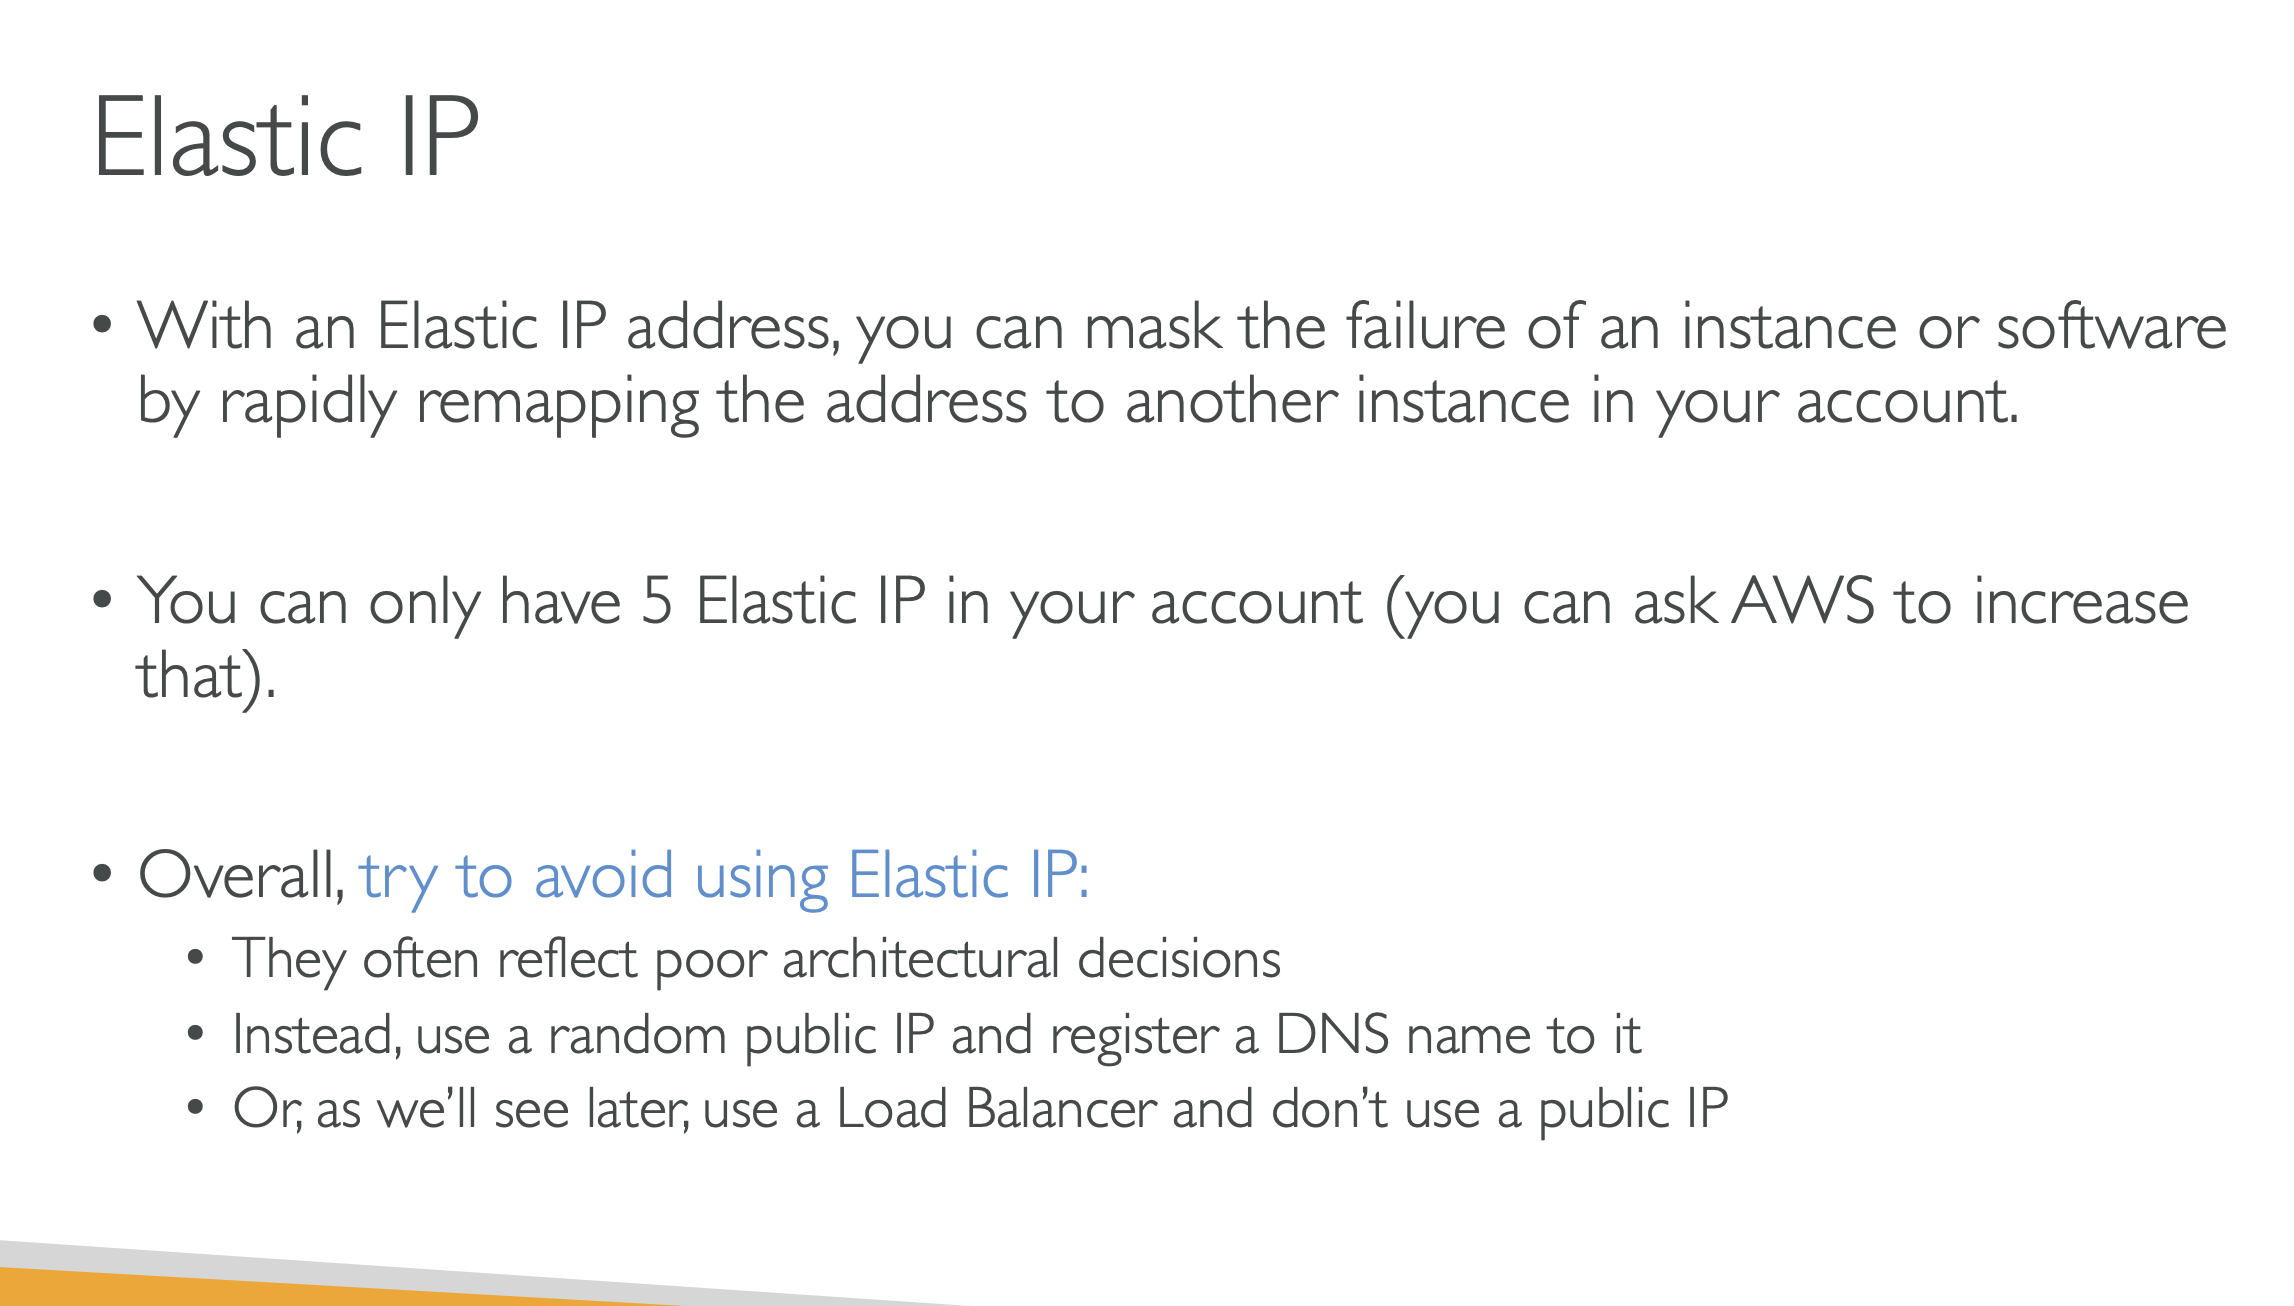 Elastic IP
• With an Elastic IP address, you can mask the failure of an instance or software
by rapidly remapping the address to another instance in your account.
• You can only have 5 Elastic IP in your account (you can ask AWS to increase
that).
• Overall, try to avoid using Elastic IP:
• They often reflect poor architectural decisions
• Instead, use a random public IP and register a DNS name to it
• Or, as we’ll see later, use a Load Balancer and don’t use a public IP